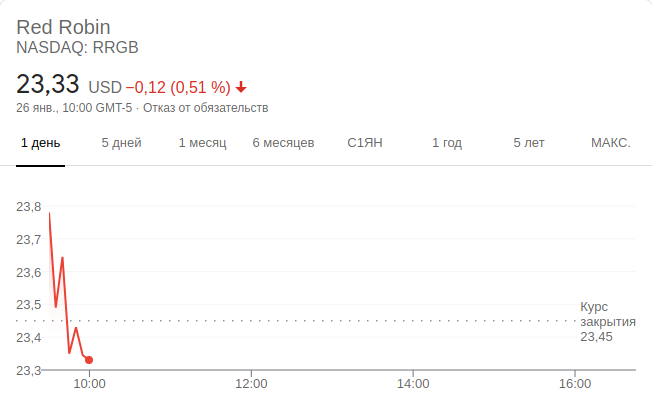 Red Robin
NASDAQ: RRGB
23,33 USD −0,12 (0,51 %)
26 янв., 10:00 GMT-5 · Отказ от обязательств
1 день 5 дней 1 месяц 6 месяцев С1ЯН 1 год 5 лет МАКС.
23,8
23,7
23,6
23,5
Курс
закрытия
23,45
23,4
23,3
10:00 12:00 14:00 16:00